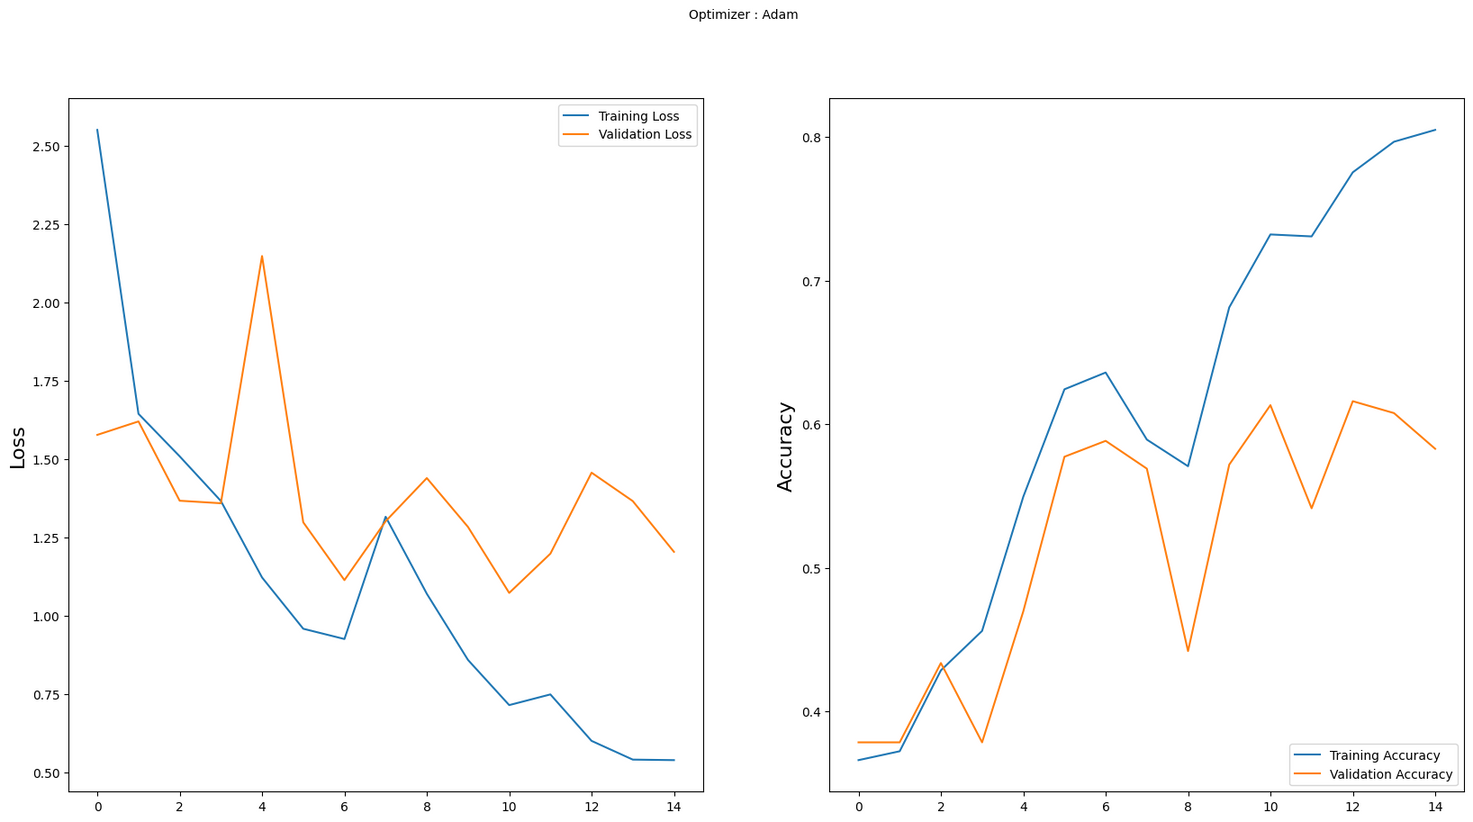 Optimizer : Adam
Training Loss
Validation Loss
2.50
2.25
2.00
1.75
1.50
1.25
1.00
0.75
0.50
Loss
0 2 4 6 8 10 12 14
0.8
0.7
0.6
0.5
0.4
Accuracy
Training Accuracy
Validation Accuracy
0 2 4 6 8 10 12 14